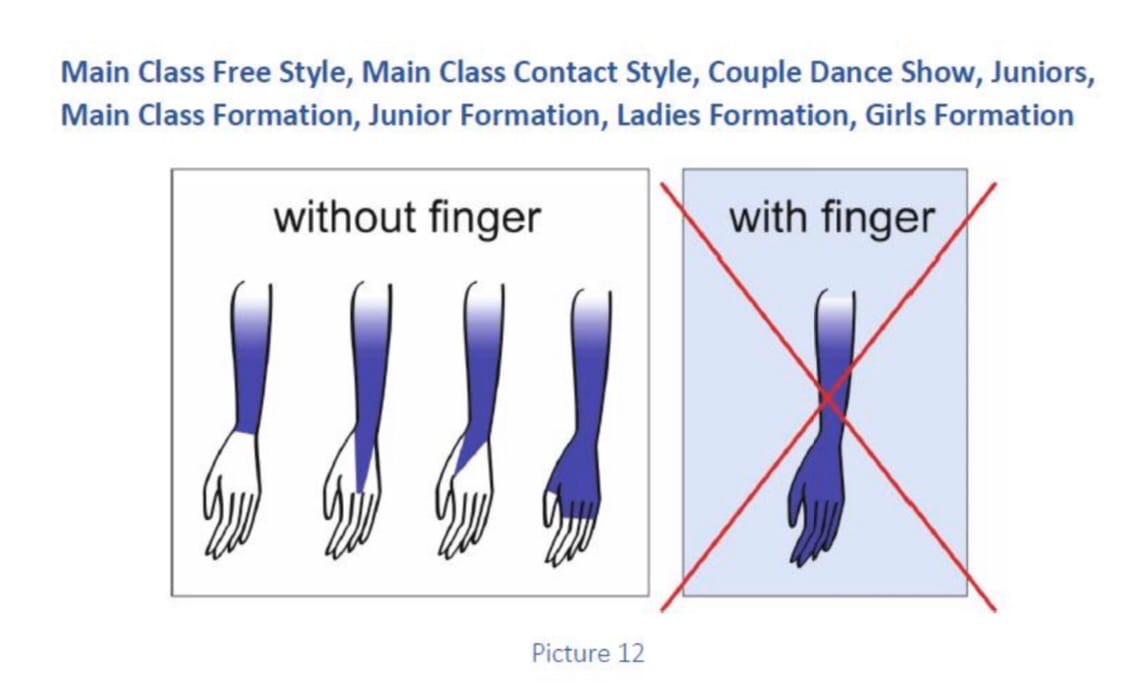 Main Class Free Style, Main Class Contact Style, Couple Dance Show, Juniors,
Main Class Formation, Junior Formation, Ladies Formation, Girls Formation
without finger
with finger
Picture 12